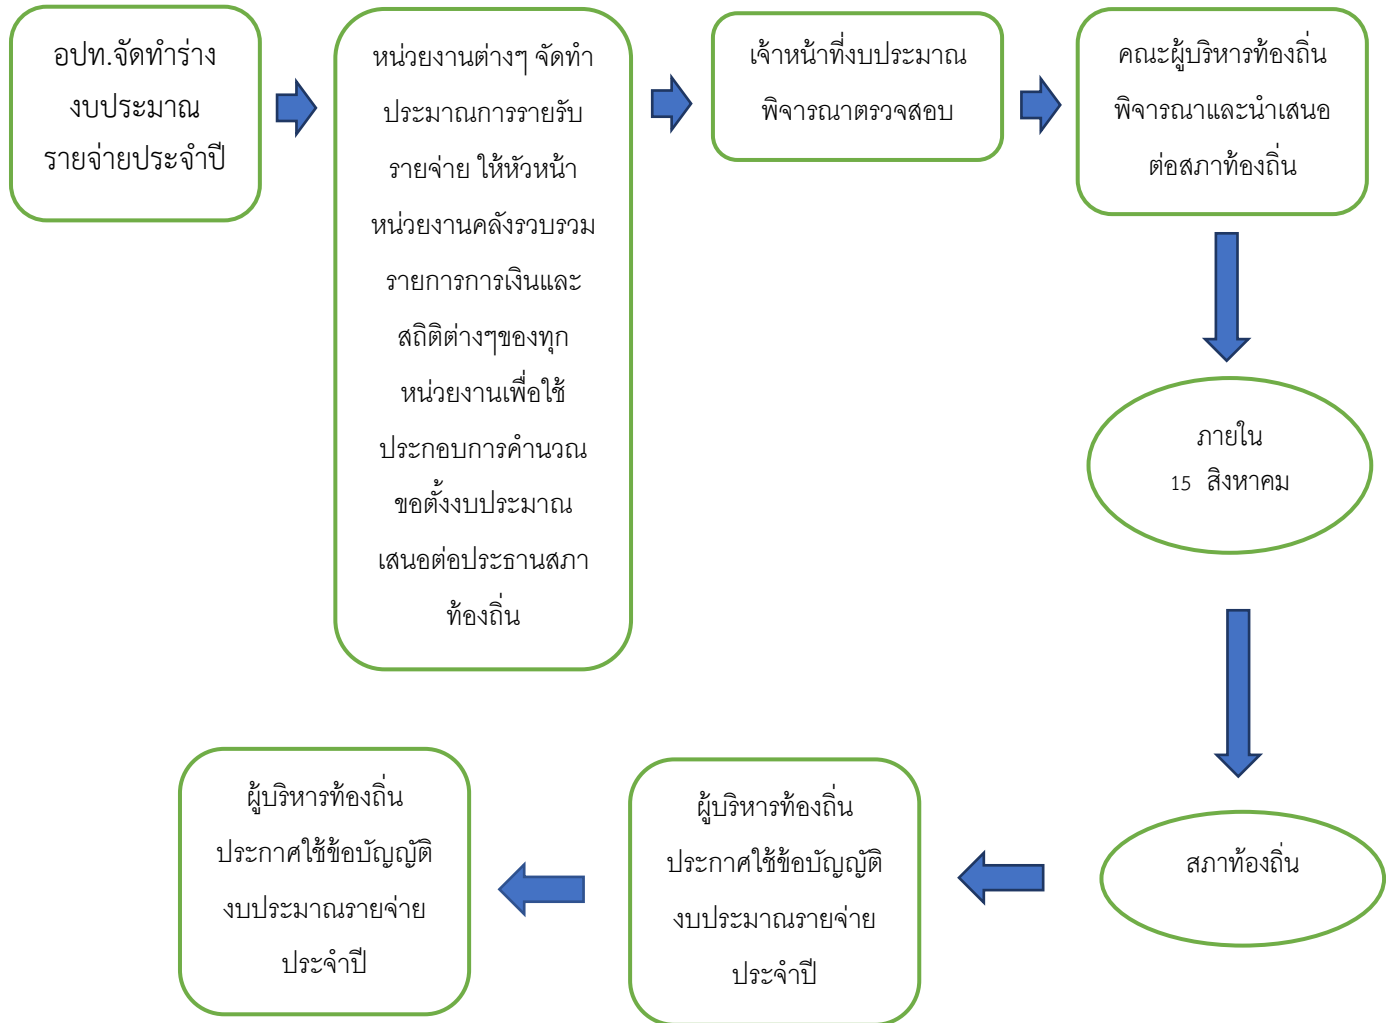 อปท.จัดทำร่าง
งบประมาณ
รายจ่ายประจำปี
หน่วยงานต่างๆ จัดทำ
ประมาณการรายรับ
รายจ่าย ให้หัวหน้า
หน่วยงานคลังรวบรวม
รายการการเงินและ
สถิติต่างๆของทุก
หน่วยงานเพื่อใช้
ประกอบการคำนวณ
ขอตั้งงบประมาณ
เสนอต่อประธานสภา
ท้องถิ่น
เจ้าหน้าที่งบประมาณ
พิจารณาตรวจสอบ
คณะผู้บริหารท้องถิ่น
พิจารณาและนำเสนอ
ต่อสภาท้องถิ่น
ภายใน
15 สิงหาคม
สภาท้องถิ่น
ผู้บริหารท้องถิ่น
ประกาศใช้ข้อบัญญัติ
งบประมาณรายจ่าย
ประจำปี
ผู้บริหารท้องถิ่น
ประกาศใช้ข้อบัญญัติ
งบประมาณรายจ่าย
ประจำปี